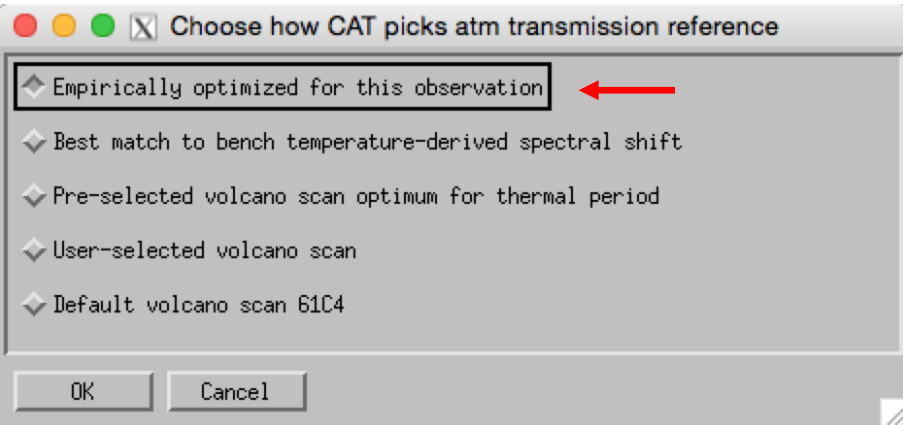 Choose how CAT picks atm transmission reference
Empirically optimized for this observation
Best match to bench temperature-derived spectral shift
Pre-selected volcano scan optimum for thermal period
User-selected volcano scan
Default volcano scan 61C4
OK Cancel